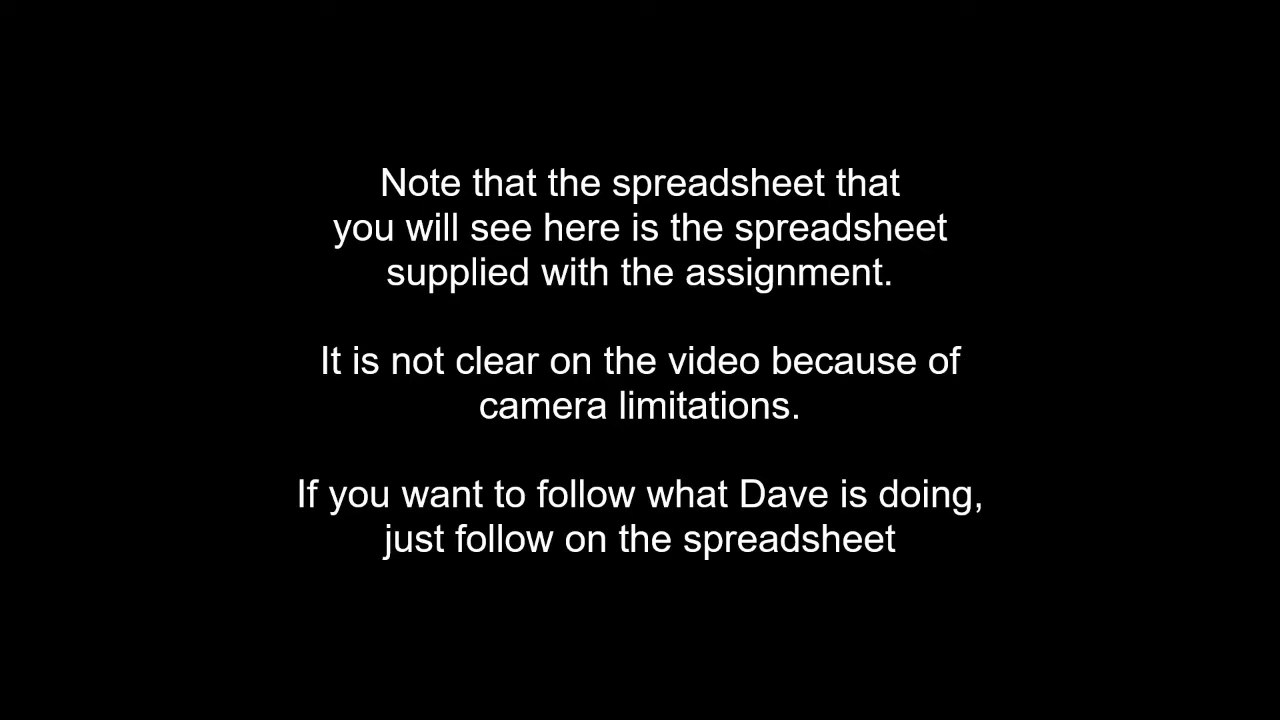 Note that the spreadsheet that
you will see here is the spreadsheet
supplied with the assignment.
It is not clear on the video because of
camera limitations.
If you want to follow what Dave is doing,
just follow on the spreadsheet